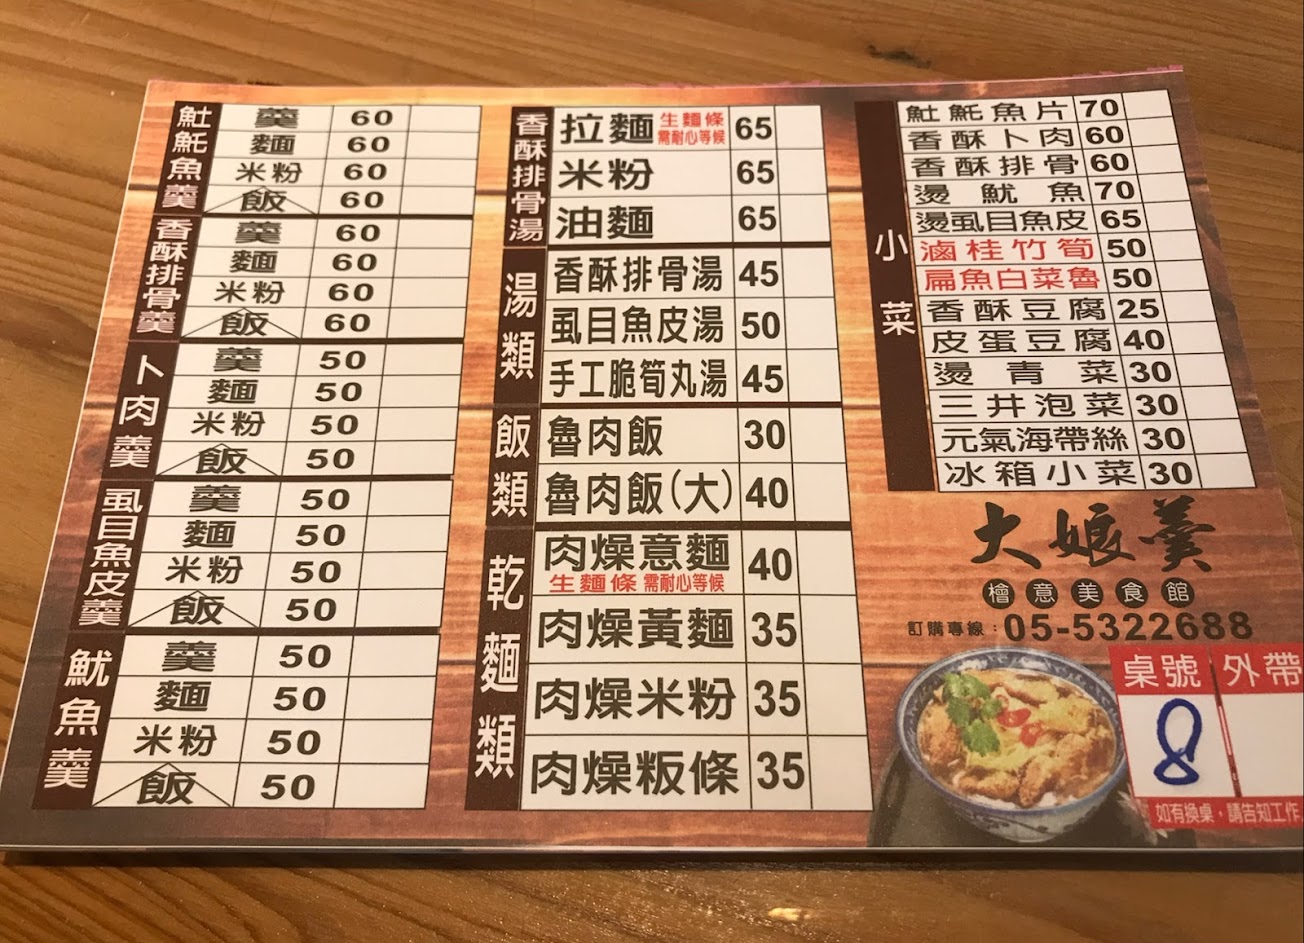 魠魠魚羹
羹 60
麵 60
米粉 60
飯 60
香酥排骨羹
羹 60
麵 60
米粉 60
飯 60
卜肉羹
羹 50
麵 50
米粉 50
飯 50
虱目魚皮羹
羹 50
麵 50
米粉 50
飯 50
魷魚羹
羹 50
麵 50
米粉 50
飯 50
香酥排骨湯
拉麵 生麵條 需耐心等候 65
米粉 65
油麵 65
湯類
香酥排骨湯 45
虱目魚皮湯 50
手工脆筍丸湯 45
飯類
魯肉飯 30
魯肉飯(大) 40
乾麵類
肉燥意麵 40
生麵條 需耐心等候
肉燥黃麵 35
肉燥米粉 35
肉燥粄條 35
小菜
魠魠魚片 70
香酥卜肉 60
香酥排骨 60
燙魷魚 70
燙虱目魚皮 65
滷桂竹筍 50
扁魚白菜魯 50
香酥豆腐 25
皮蛋豆腐 40
燙青菜 30
三井泡菜 30
元氣海帶絲 30
冰箱小菜 30
大娘羹
檜意美食館
訂購專線：05-5322688
桌號 外帶
8
如有換桌，請告知工作